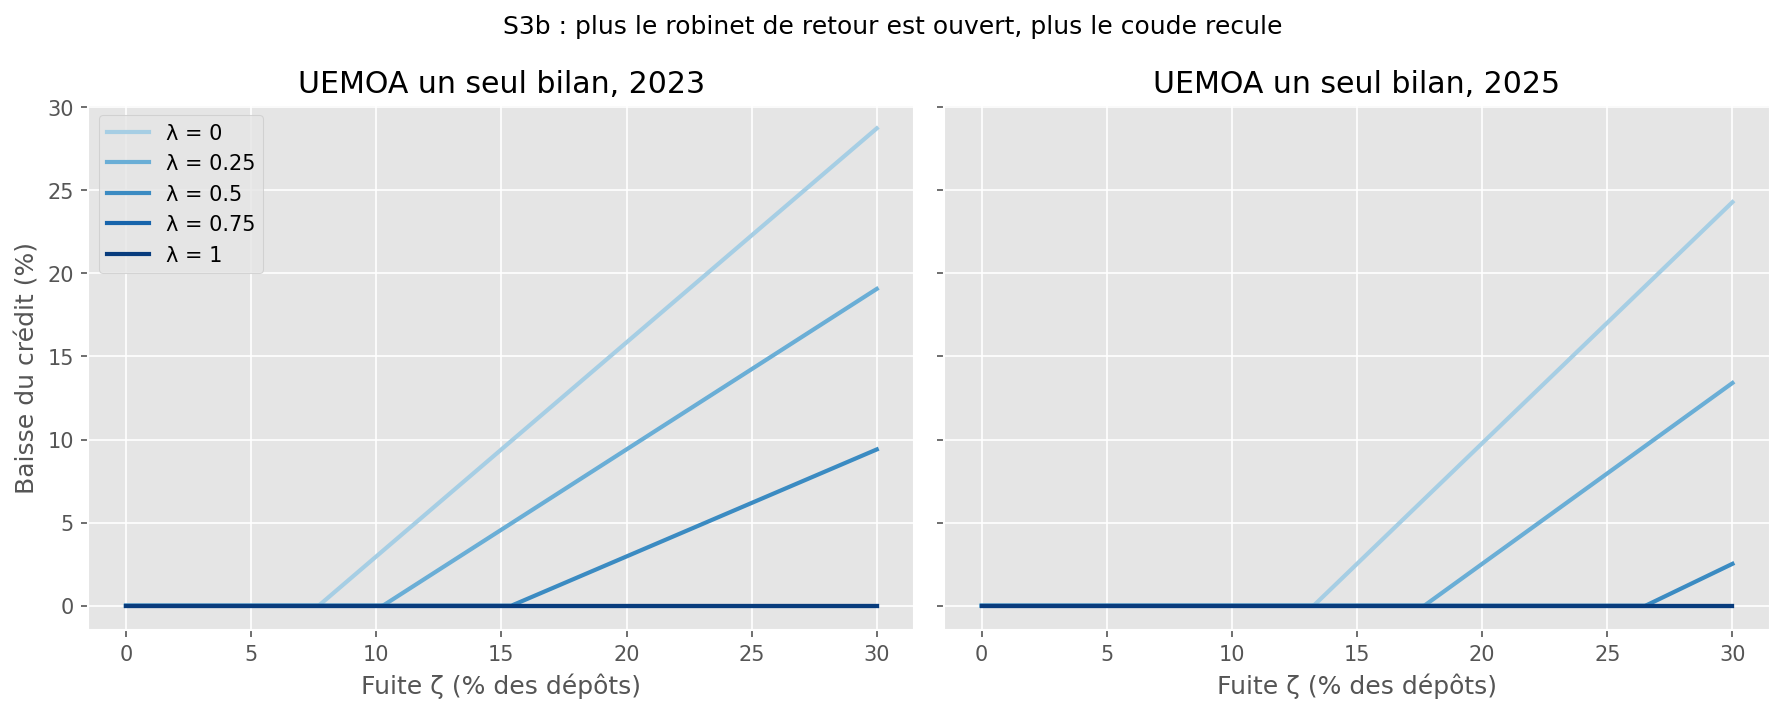 S3b : plus le robinet de retour est ouvert, plus le coude recule
UEMOA un seul bilan, 2023
Baisse du crédit (%)
30
25
20
15
10
5
0
λ = 0
λ = 0.25
λ = 0.5
λ = 0.75
λ = 1
0 5 10 15 20 25 30
Fuite ζ (% des dépôts)
UEMOA un seul bilan, 2025
0 5 10 15 20 25 30
Fuite ζ (% des dépôts)